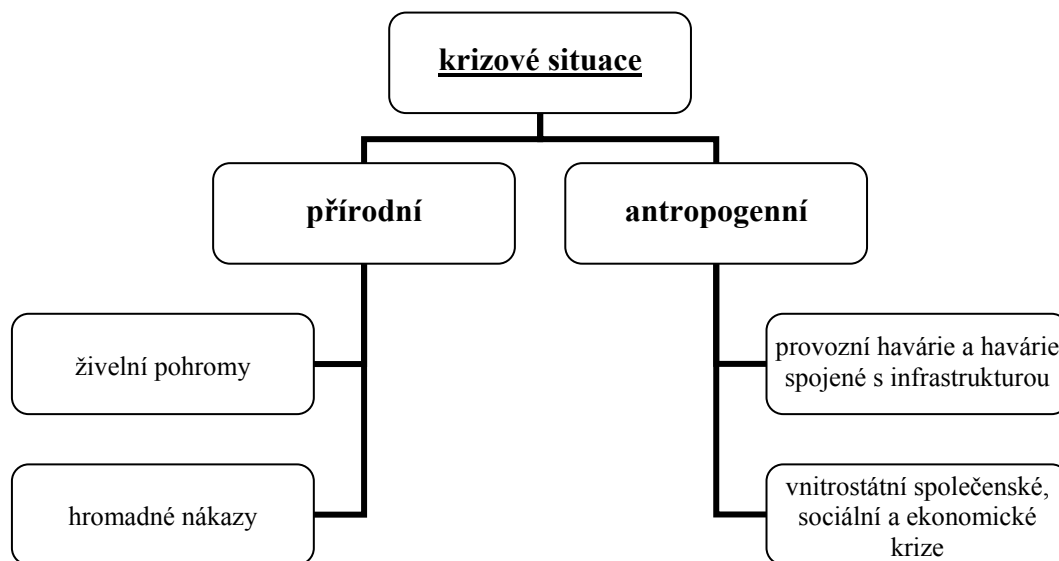 krizové situace
přírodní
antropogenní
živelní pohromy
provozní havárie a havárie
spojené s infrastrukturou
hromadné nákazy
vnitrostátní společenské,
sociální a ekonomické
krize